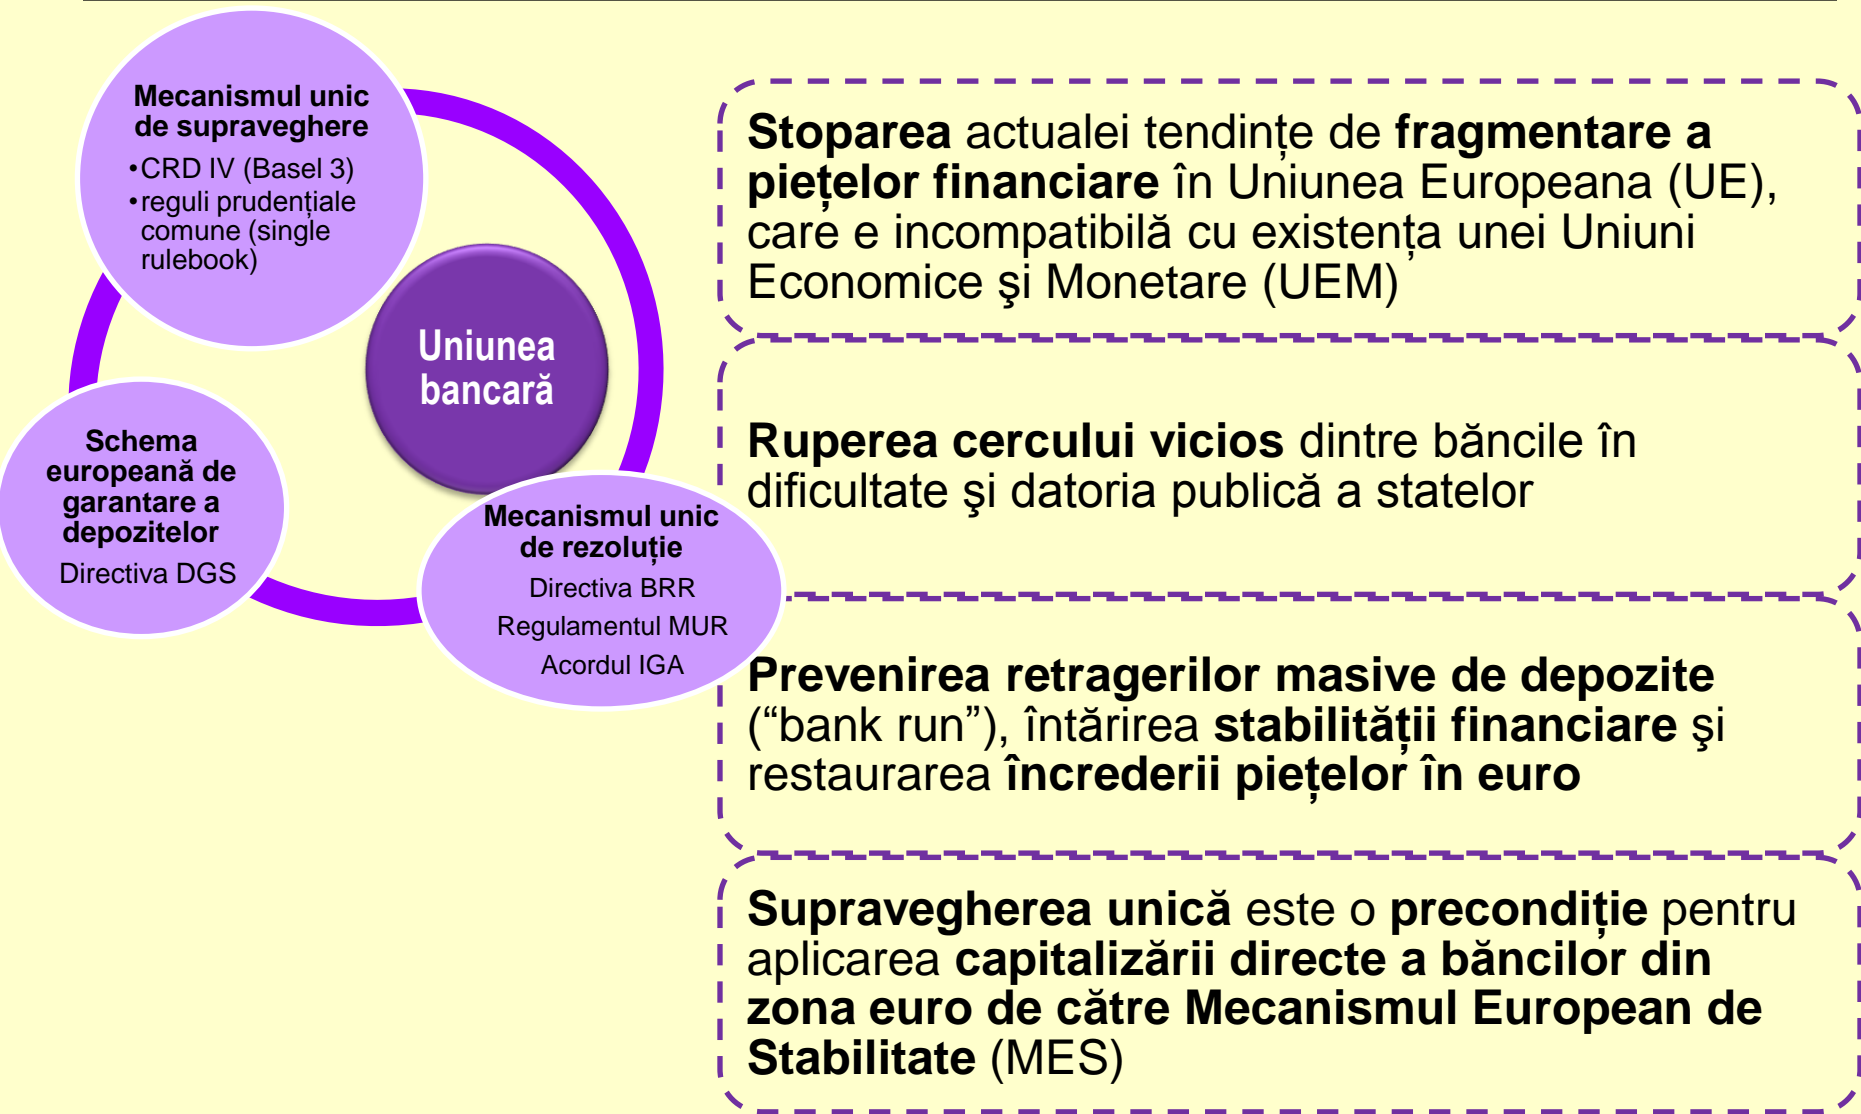 Mecanismul unic
de supraveghere
•CRD IV (Basel 3)
•reguli prudențiale
comune (single
rulebook)
Uniunea
bancară
Schema
europeană de
garantare a
depozitelor
Directiva DGS
Mecanismul unic
de rezoluție
Directiva BRR
Regulamentul MUR
Acordul IGA
Stoparea actualei tendințe de fragmentare a
piețelor financiare în Uniunea Europeana (UE),
care e incompatibilă cu existența unei Uniuni
Economice şi Monetare (UEM)
Ruperea cercului vicios dintre băncile în
dificultate şi datoria publică a statelor
Prevenirea retragerilor masive de depozite
(“bank run”), întărirea stabilității financiare şi
restaurarea încrederii piețelor în euro
Supravegherea unică este o precondiție pentru
aplicarea capitalizării directe a băncilor din
zona euro de către Mecanismul European de
Stabilitate (MES)